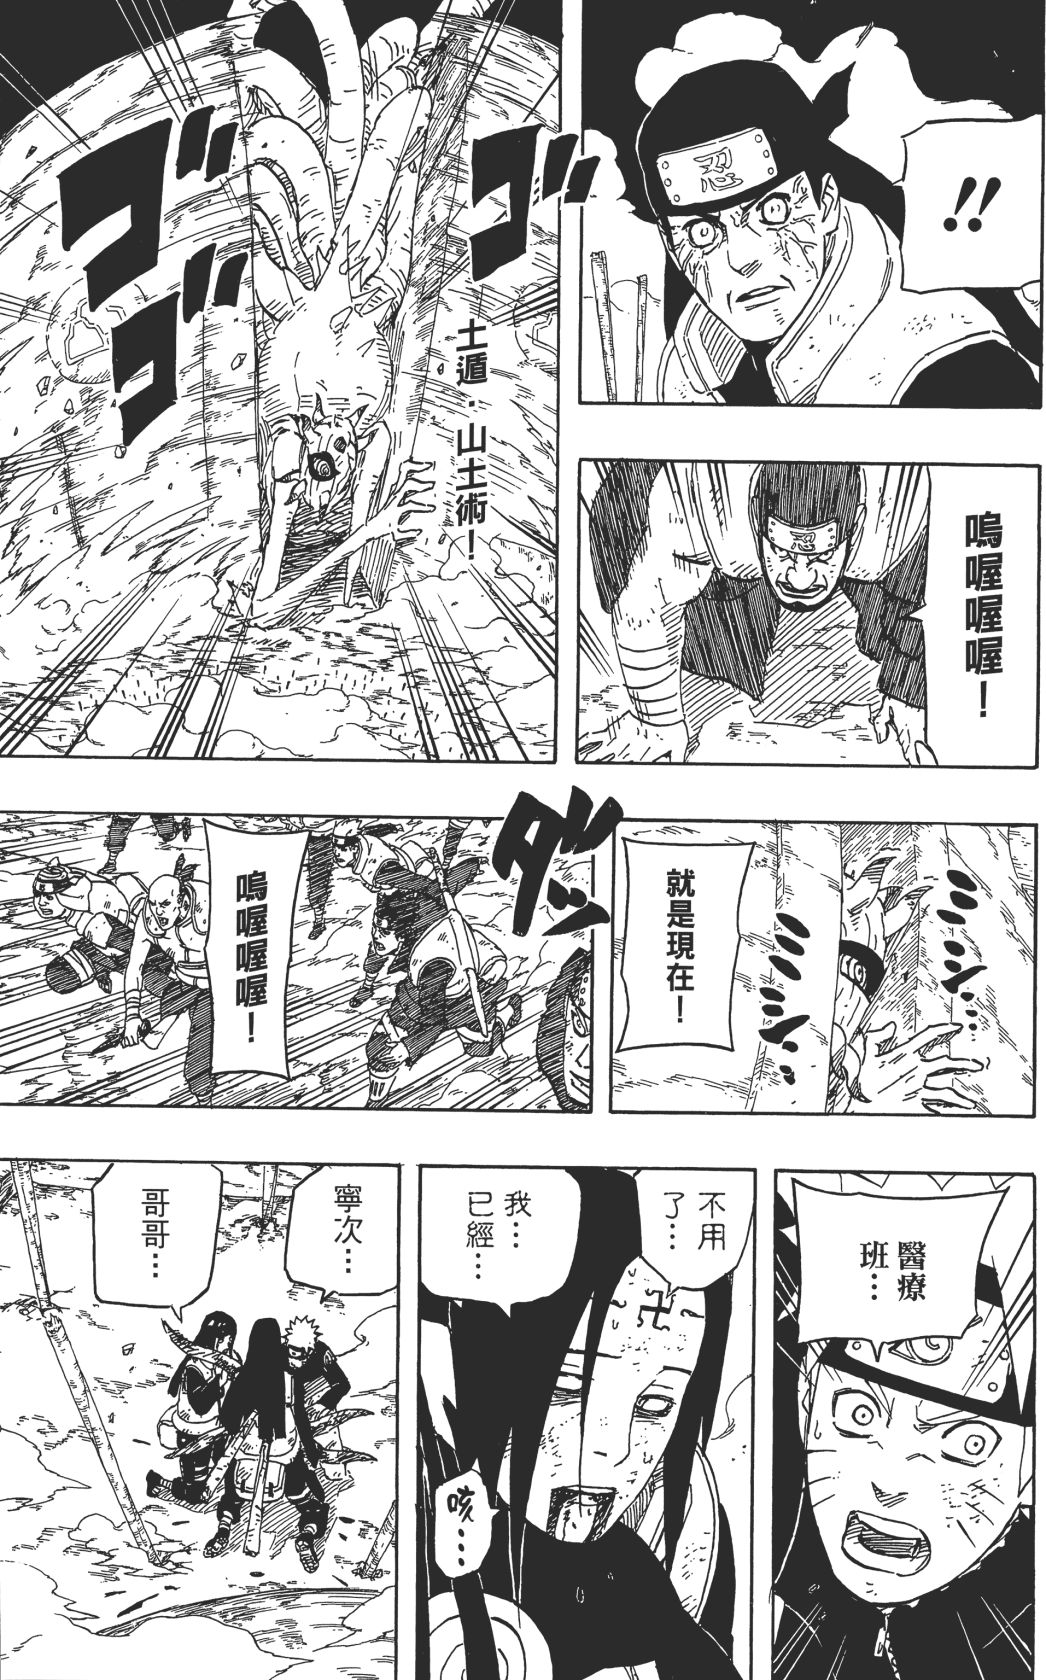 !!
忍
嗚喔喔喔！
忍
土遁．山土術！
ゴゴゴ
就是現在！
ミシ…
ミシ…
ダッ
嗚喔喔喔！
醫療
班…
不用
了…
我…
已經…
咳…
寧次…
哥哥…